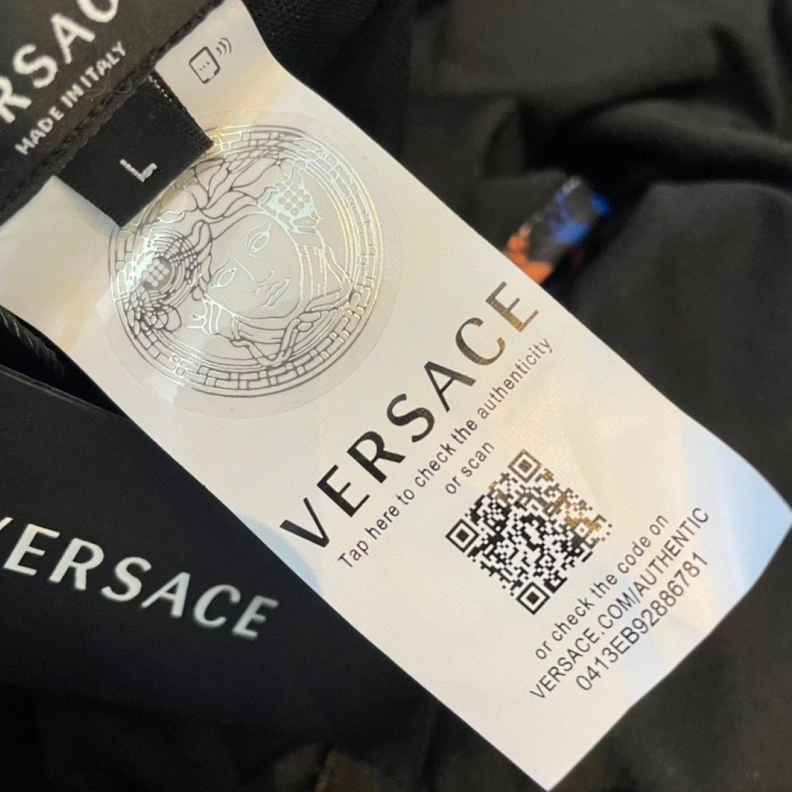 MADE IN ITALY
L
VERSACE
Tap here to check the authenticity
or scan
or check the code on
VERSACE.COM/AUTHENTIC
0413EB92886781
VERSACE